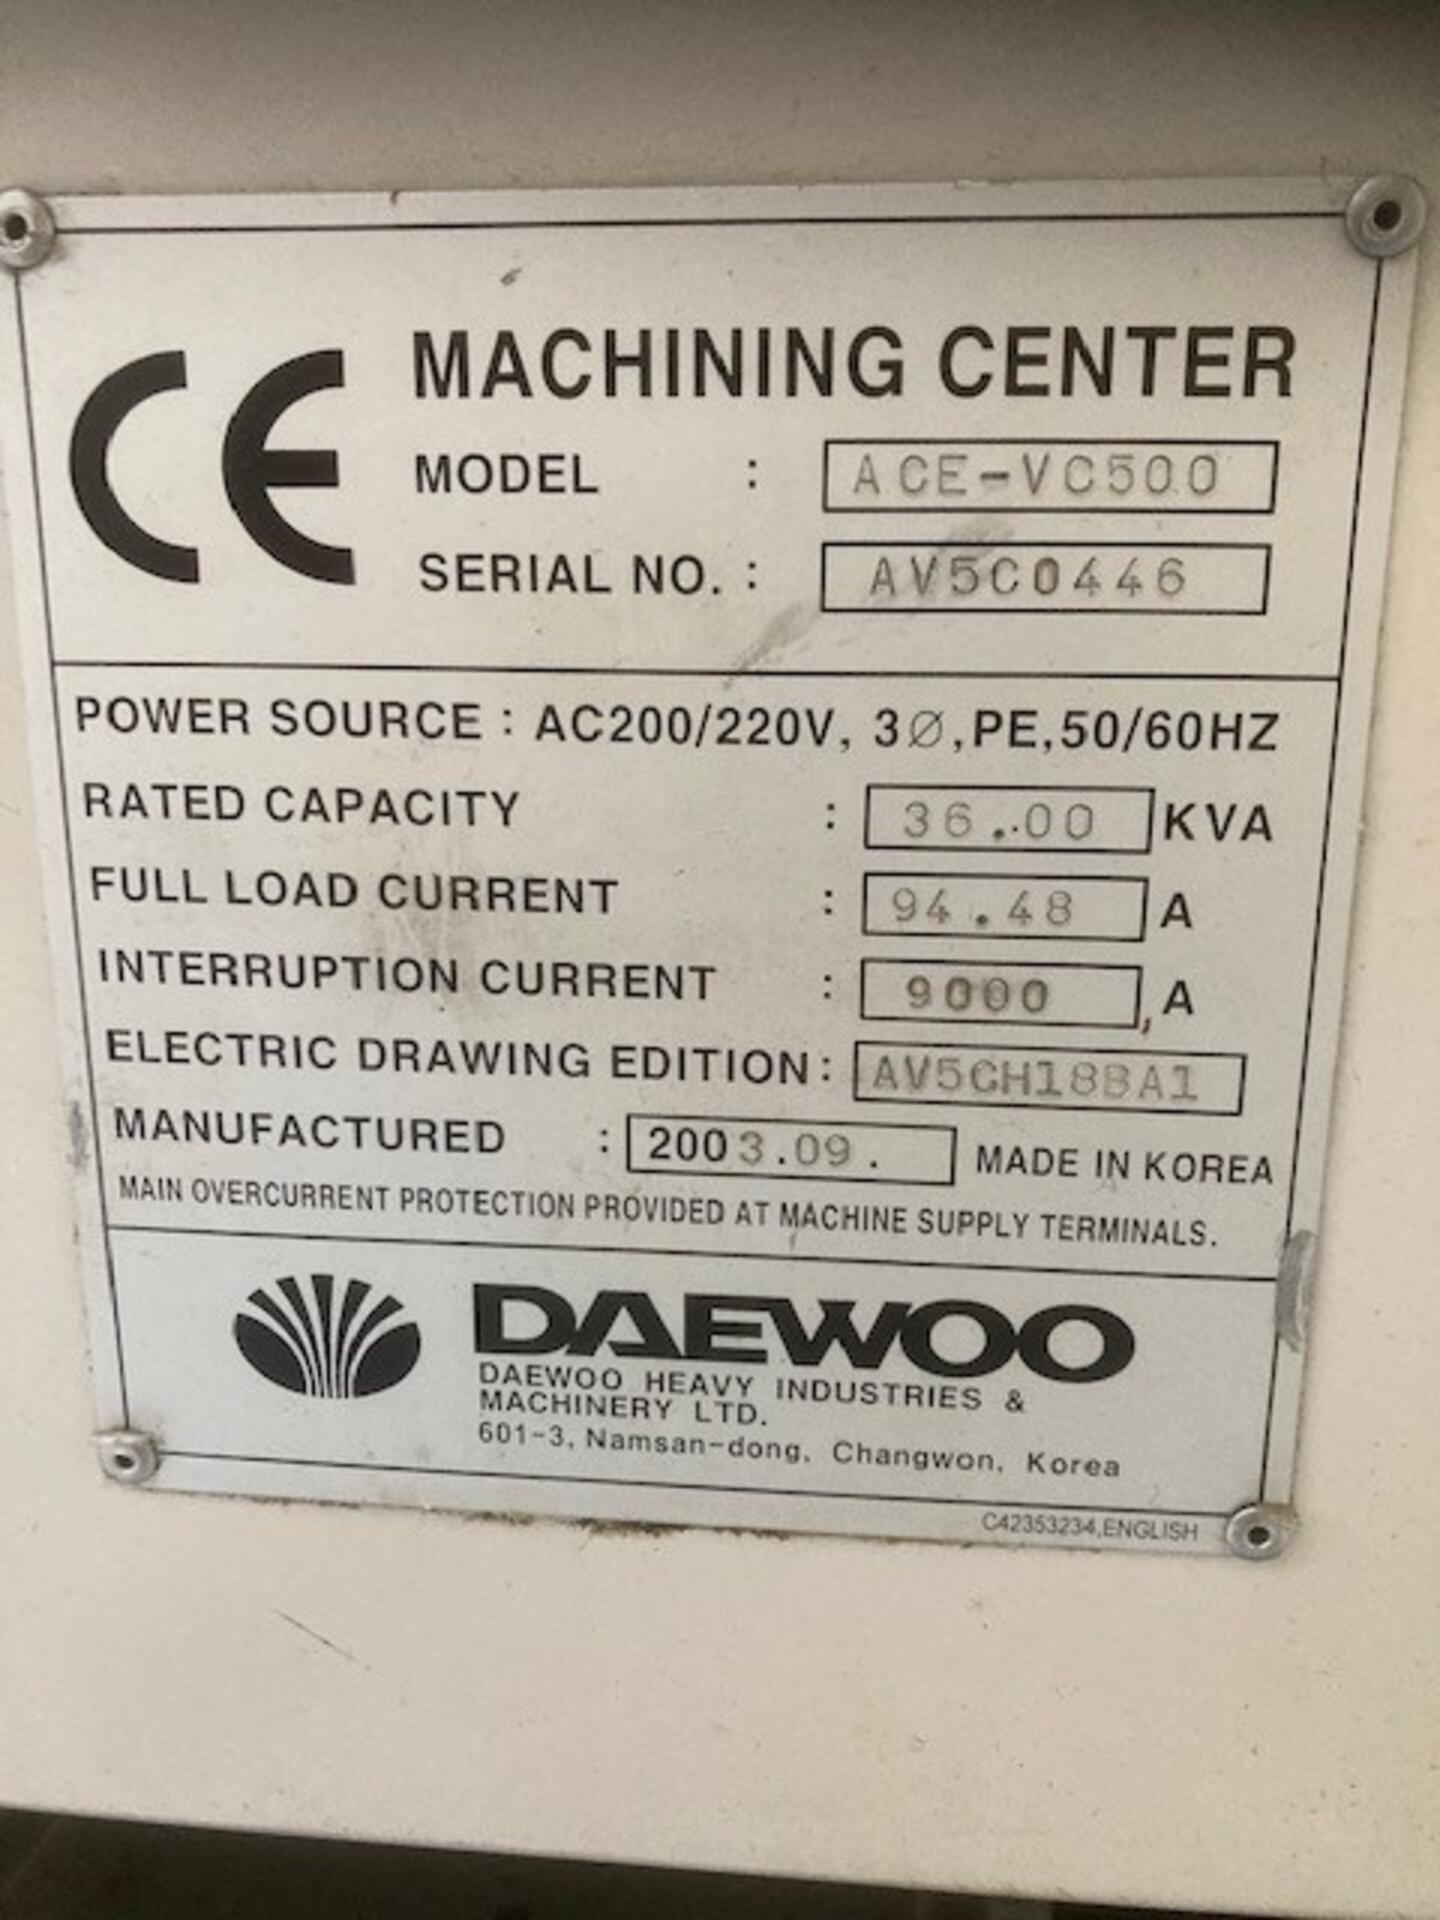 CE MACHINING CENTER
MODEL : ACE-VC500
SERIAL NO. : AV5C0446
POWER SOURCE : AC200/220V, 3Ø, PE, 50/60HZ
RATED CAPACITY : 36.00 KVA
FULL LOAD CURRENT : 94.48 A
INTERRUPTION CURRENT : 9000 A
ELECTRIC DRAWING EDITION : AV5CH18BA1
MANUFACTURED : 2003.09. MADE IN KOREA
MAIN OVERCURRENT PROTECTION PROVIDED AT MACHINE SUPPLY TERMINALS.
DAEWOO
DAEWOO HEAVY INDUSTRIES &
MACHINERY LTD.
601-3, Namsan-dong, Changwon, Korea
C42353234,ENGLISH